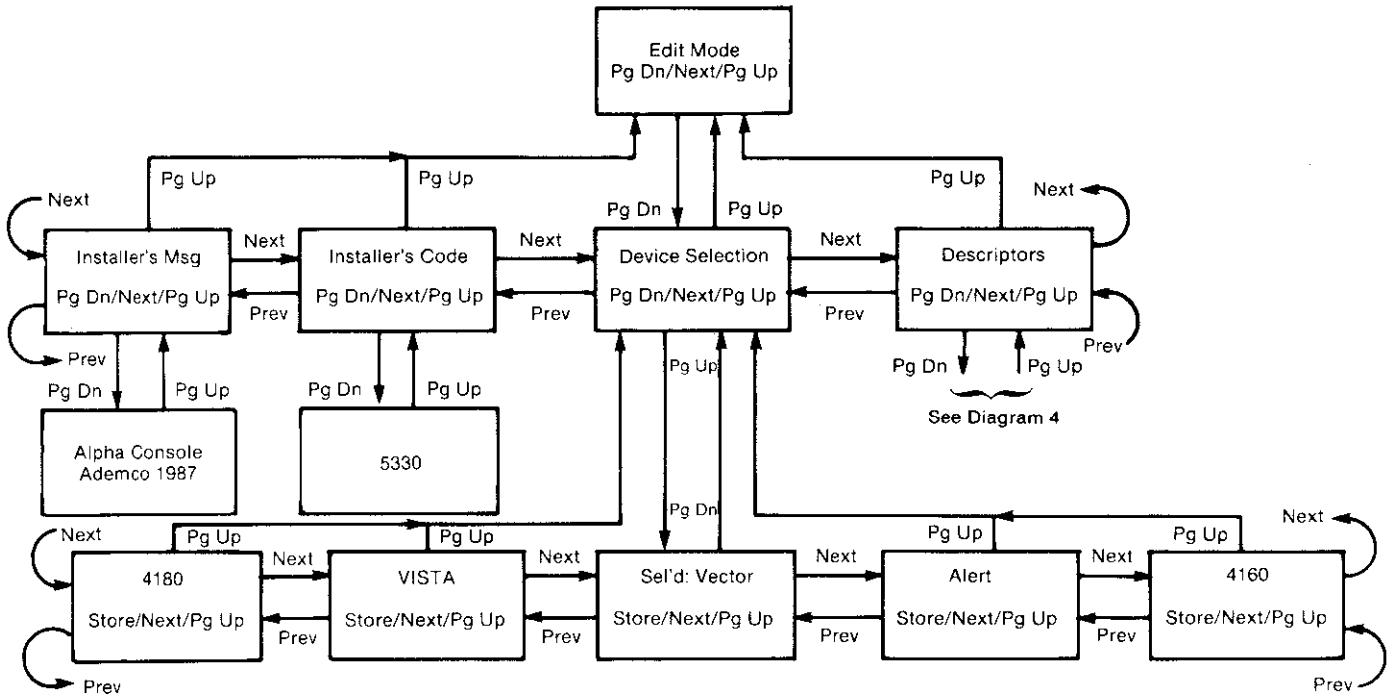 Edit Mode
Pg Dn/Next/Pg Up
Pg Up
Pg Up
Pg Dn
Pg Up
Pg Up
Next
Next
Next
Next
Next
Next
Installer's Msg
Pg Dn/Next/Pg Up
Installer's Code
Pg Dn/Next/Pg Up
Device Selection
Pg Dn/Next/Pg Up
Descriptors
Pg Dn/Next/Pg Up
Prev
Prev
Prev
Prev
Prev
Pg Dn
Pg Up
Pg Dn
Pg Up
Pg Up
Pg Dn
Pg Up
See Diagram 4
Alpha Console
Ademco 1987
5330
Pg Dn
Next
Pg Up
Pg Up
Pg Up
Pg Up
Next
Next
Next
Next
Next
4180
Store/Next/Pg Up
VISTA
Store/Next/Pg Up
Sel'd: Vector
Store/Next/Pg Up
Alert
Store/Next/Pg Up
4160
Store/Next/Pg Up
Prev
Prev
Prev
Prev
Prev
Prev